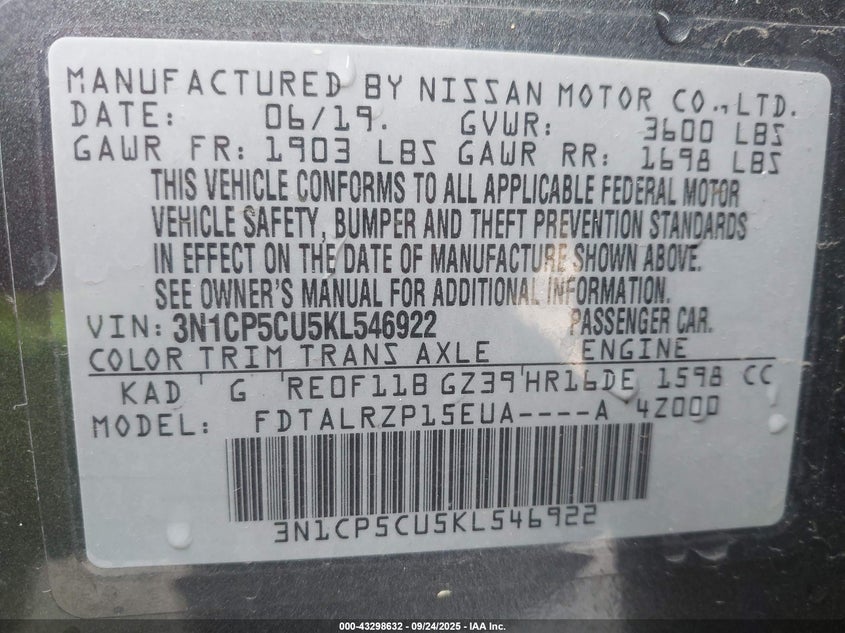 MANUFACTURED BY NISSAN MOTOR CO., LTD.
DATE: 06/19. GVWR: 3600 LBS
GAWR FR: 1903 LBS GAWR RR: 1698 LBS
THIS VEHICLE CONFORMS TO ALL APPLICABLE FEDERAL MOTOR
VEHICLE SAFETY, BUMPER AND THEFT PREVENTION STANDARDS
IN EFFECT ON THE DATE OF MANUFACTURE SHOWN ABOVE.
SEE OWNER'S MANUAL FOR ADDITIONAL INFORMATION.
VIN: 3N1CP5CU5KL546922 PASSENGER CAR.
COLOR TRIM TRANS AXLE ENGINE
KAD G RE0F11B GZ39 HR16DE 1598 CC
MODEL: FDTALRZP15EUA----A 4Z000
3N1CP5CU5KL546922
000-43298632 - 09/24/2025 - IAA Inc.